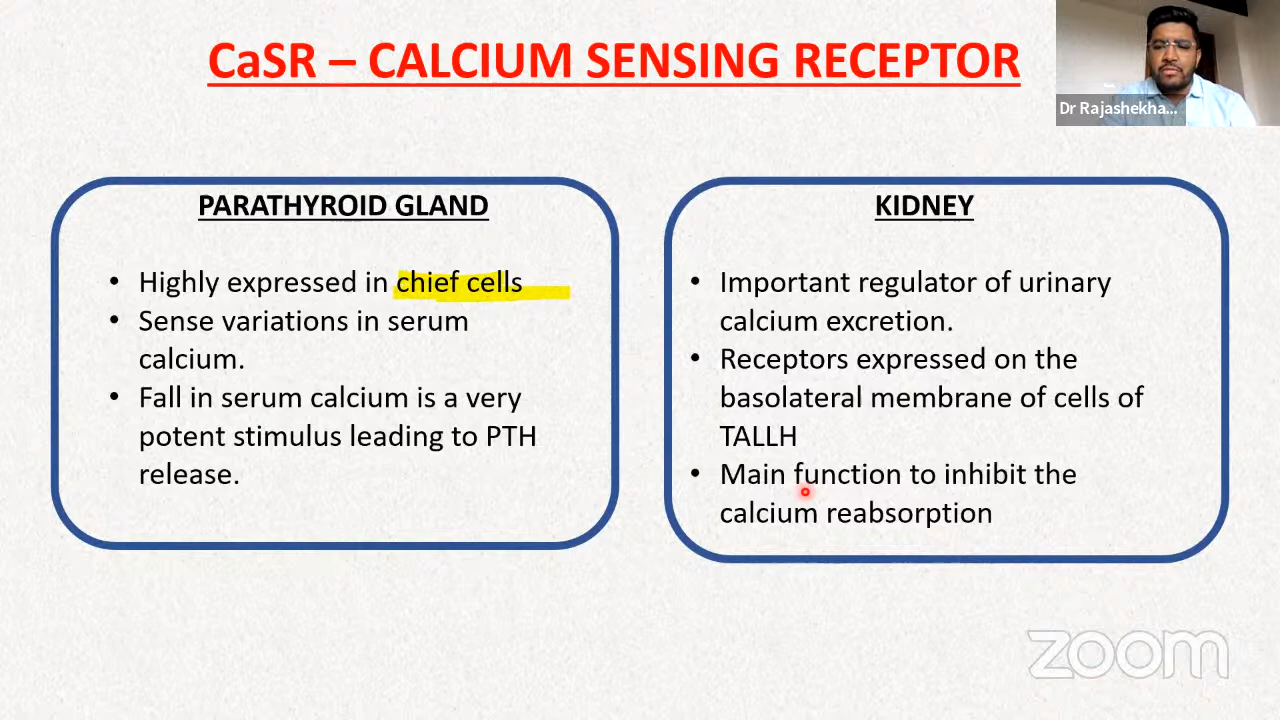 CaSR – CALCIUM SENSING RECEPTOR
Dr Rajashekha...
PARATHYROID GLAND
• Highly expressed in chief cells
• Sense variations in serum
calcium.
• Fall in serum calcium is a very
potent stimulus leading to PTH
release.
KIDNEY
• Important regulator of urinary
calcium excretion.
• Receptors expressed on the
basolateral membrane of cells of
TALLH
• Main function to inhibit the
calcium reabsorption
zoom